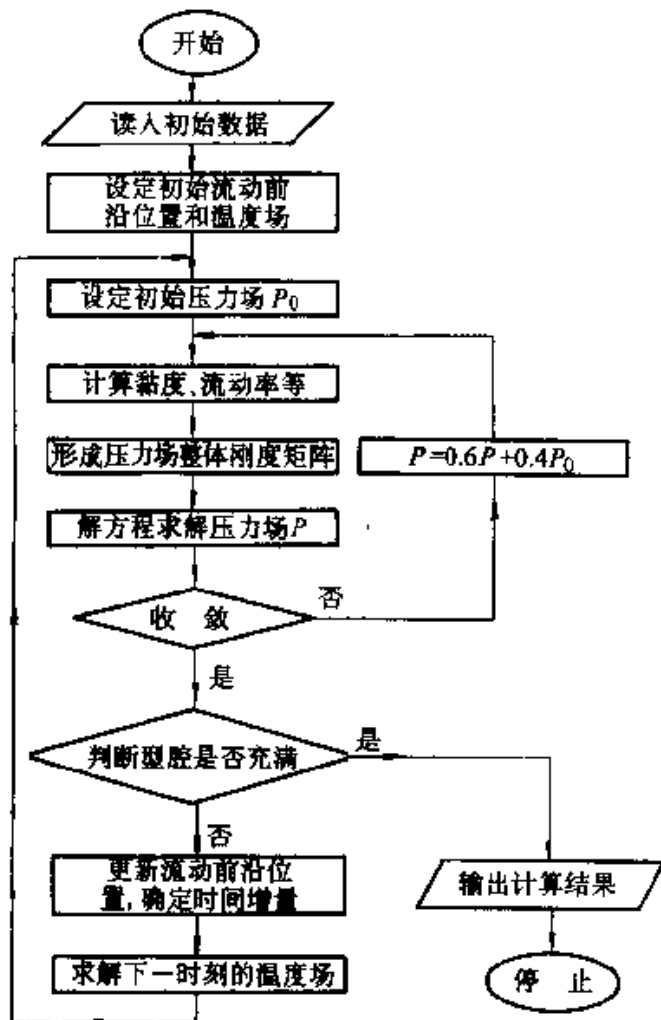 开始
读入初始数据
设定初始流动前
沿位置和温度场
设定初始压力场 P₀
计算黏度、流动率等
形成压力场整体刚度矩阵
P=0.6P+0.4P₀
解方程求解压力场P
收 敛
否
是
判断型腔是否充满
是
否
更新流动前沿位
置,确定时间增量
输出计算结果
求解下一时刻的温度场
停 止